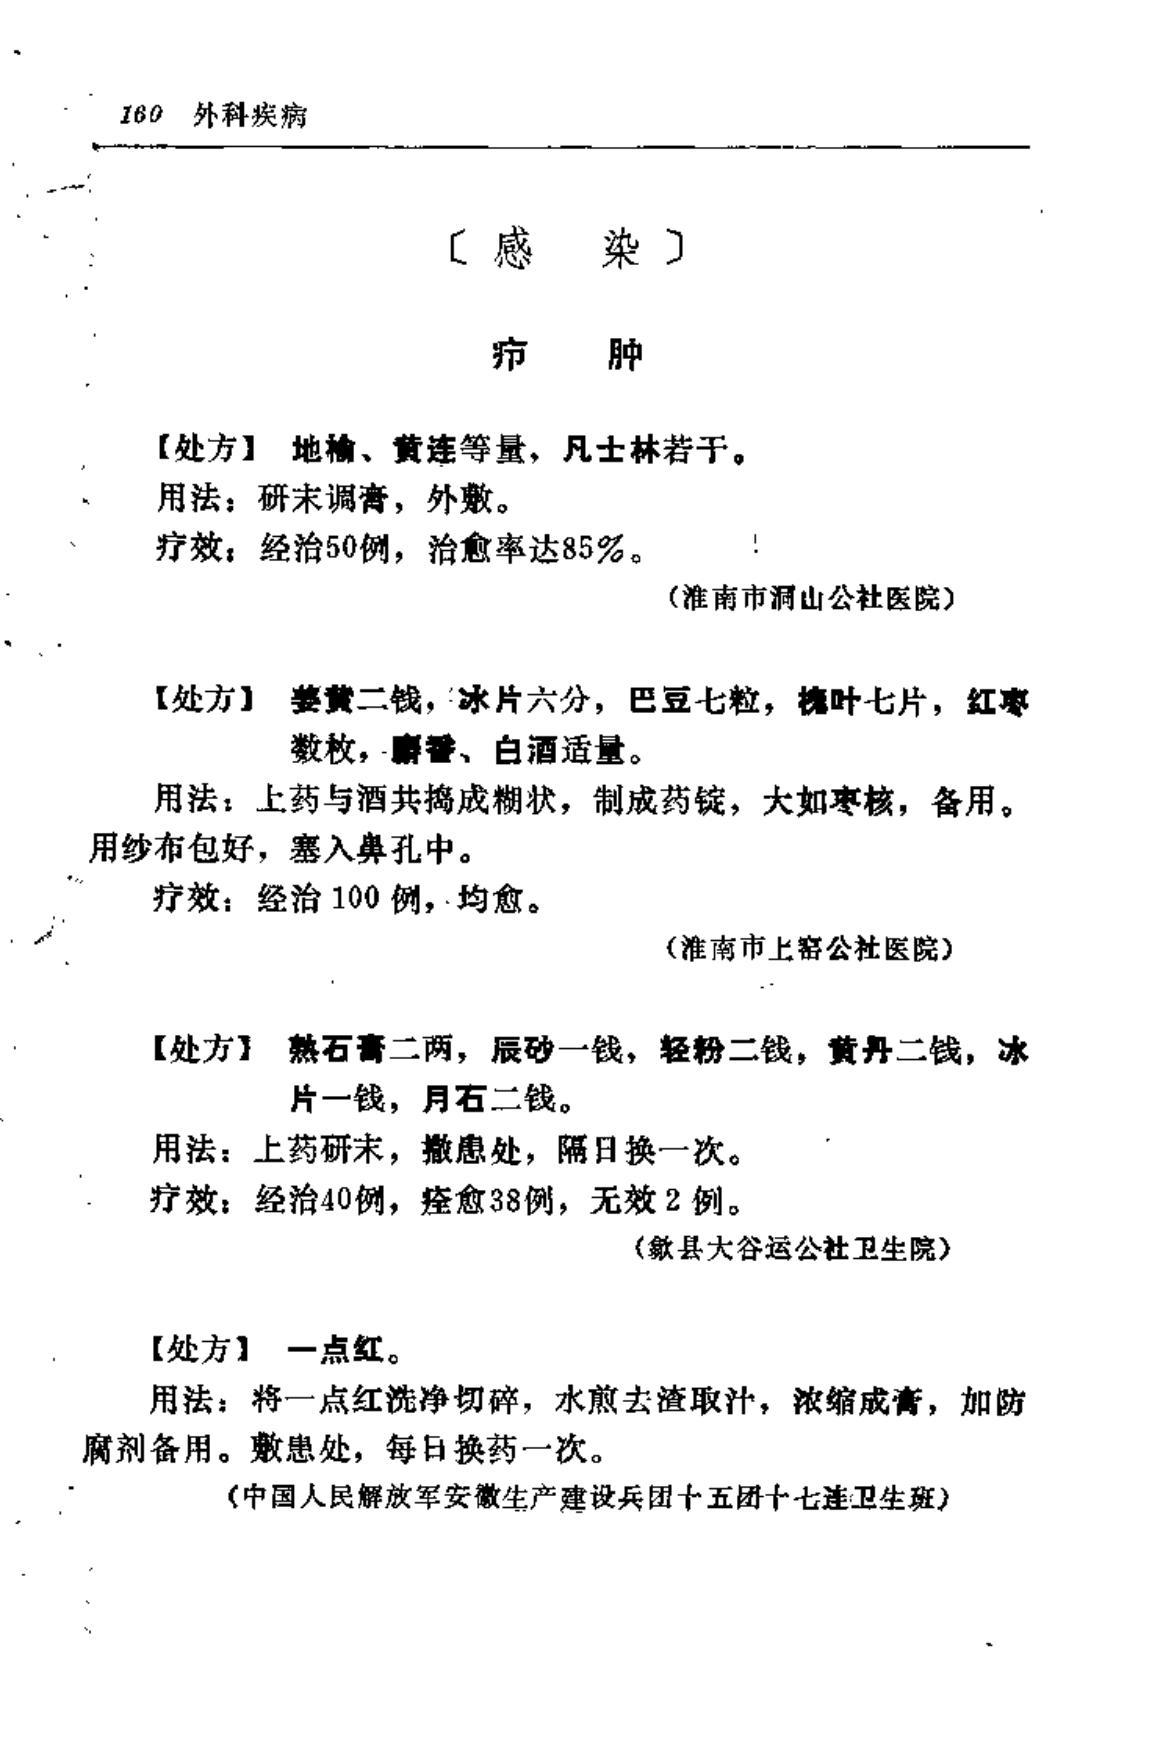 160 外科疾病
〔感 染〕
疖 肿
【处方】 地榆、黄连等量，凡士林若干。
用法：研末调膏，外敷。
疗效：经治50例，治愈率达85%。
（淮南市洞山公社医院）
【处方】 姜黄二钱，冰片六分，巴豆七粒，槐叶七片，红枣
数枚，麝香、白酒适量。
用法：上药与酒共捣成糊状，制成药锭，大如枣核，备用。
用纱布包好，塞入鼻孔中。
疗效：经治 100 例，均愈。
（淮南市上窑公社医院）
【处方】 熟石膏二两，辰砂一钱，轻粉二钱，黄丹二钱，冰
片一钱，月石二钱。
用法：上药研末，撒患处，隔日换一次。
疗效：经治40例，痊愈38例，无效 2 例。
（歙县大谷运公社卫生院）
【处方】 一点红。
用法：将一点红洗净切碎，水煎去渣取汁，浓缩成膏，加防
腐剂备用。敷患处，每日换药一次。
（中国人民解放军安徽生产建设兵团十五团十七连卫生班）